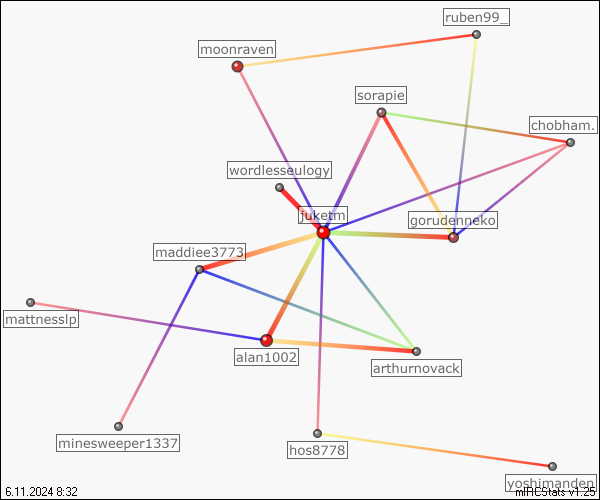 ruben99_
moonraven
sorapie
chobham.
wordlesseulogy
juketm
gorudenneko
maddiee3773
mattnesslp
alan1002
arthurnovack
minesweeper1337
hos8778
yoshimanden
6.11.2024 8:32
mIRCStats v1.25